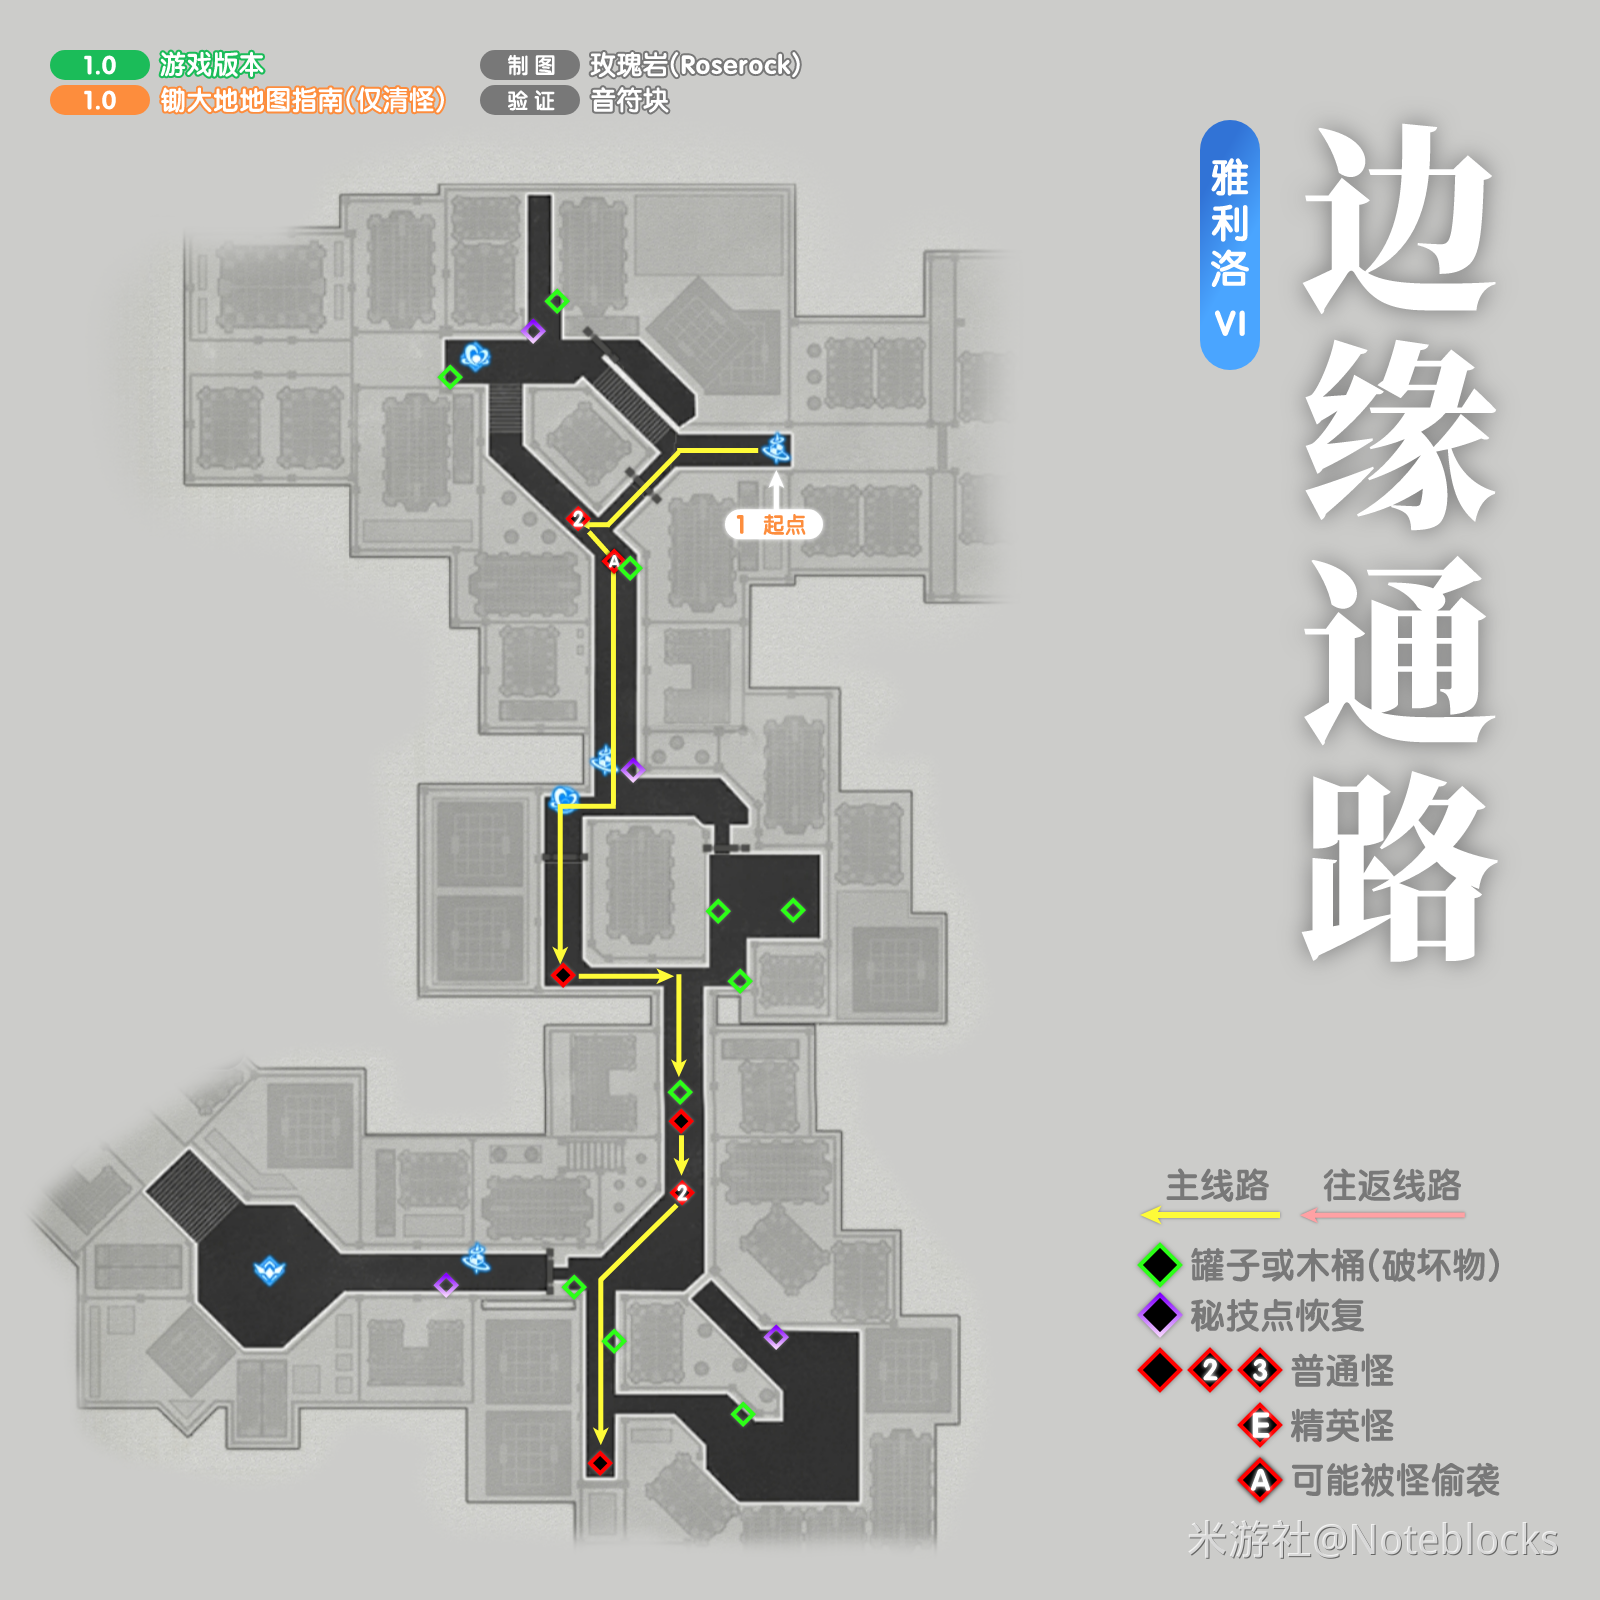 1.0 游戏版本
1.0 锄大地地图指南(仅清怪)
制图 玫瑰岩(Roserock)
验证 音符块
雅利洛 VI
边缘通路
1 起点
2
A
2
主线路
往返线路
罐子或木桶(破坏物)
秘技点恢复
2 3 普通怪
E 精英怪
A 可能被怪偷袭
米游社@Noteblocks